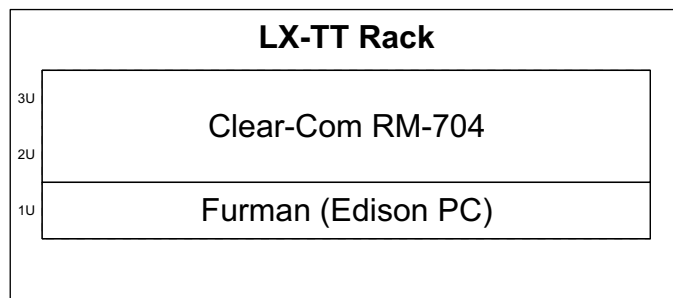 LX-TT Rack
3U
Clear-Com RM-704
2U
1U
Furman (Edison PC)